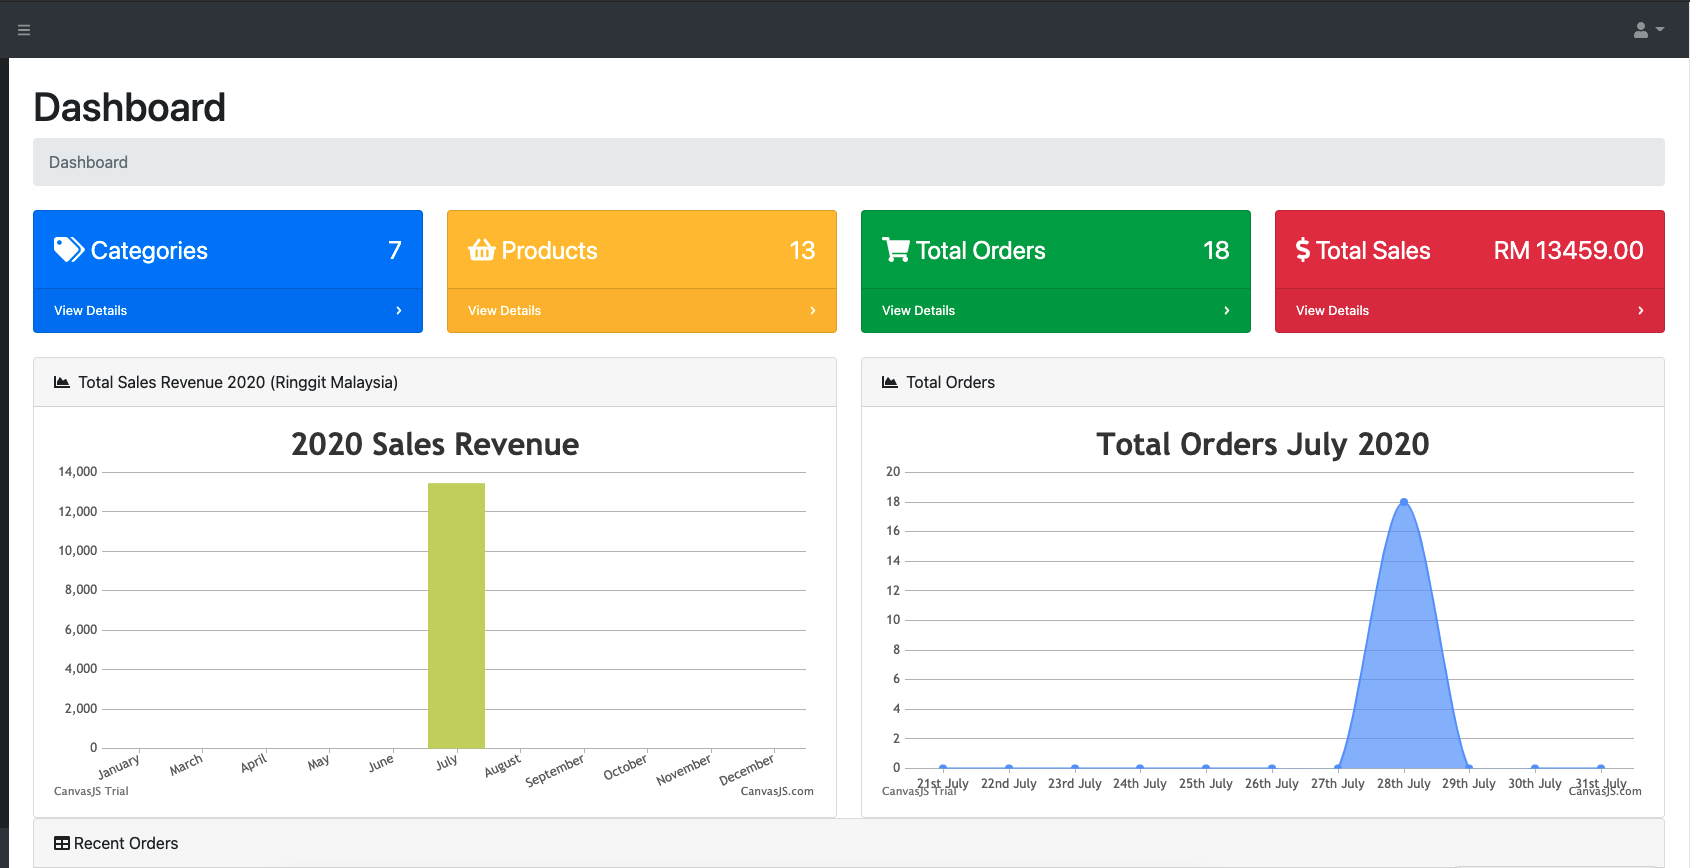 Dashboard
Dashboard
Categories 7
View Details
Products 13
View Details
Total Orders 18
View Details
$ Total Sales RM 13459.00
View Details
Total Sales Revenue 2020 (Ringgit Malaysia)
2020 Sales Revenue
14,000
12,000
10,000
8,000
6,000
4,000
2,000
0
January March April May June July August September October November December
CanvasJS Trial CanvasJS.com
Total Orders
Total Orders July 2020
20
18
16
14
12
10
8
6
4
2
0
21st July 22nd July 23rd July 24th July 25th July 26th July 27th July 28th July 29th July 30th July 31st July
CanvasJS Trial CanvasJS.com
Recent Orders